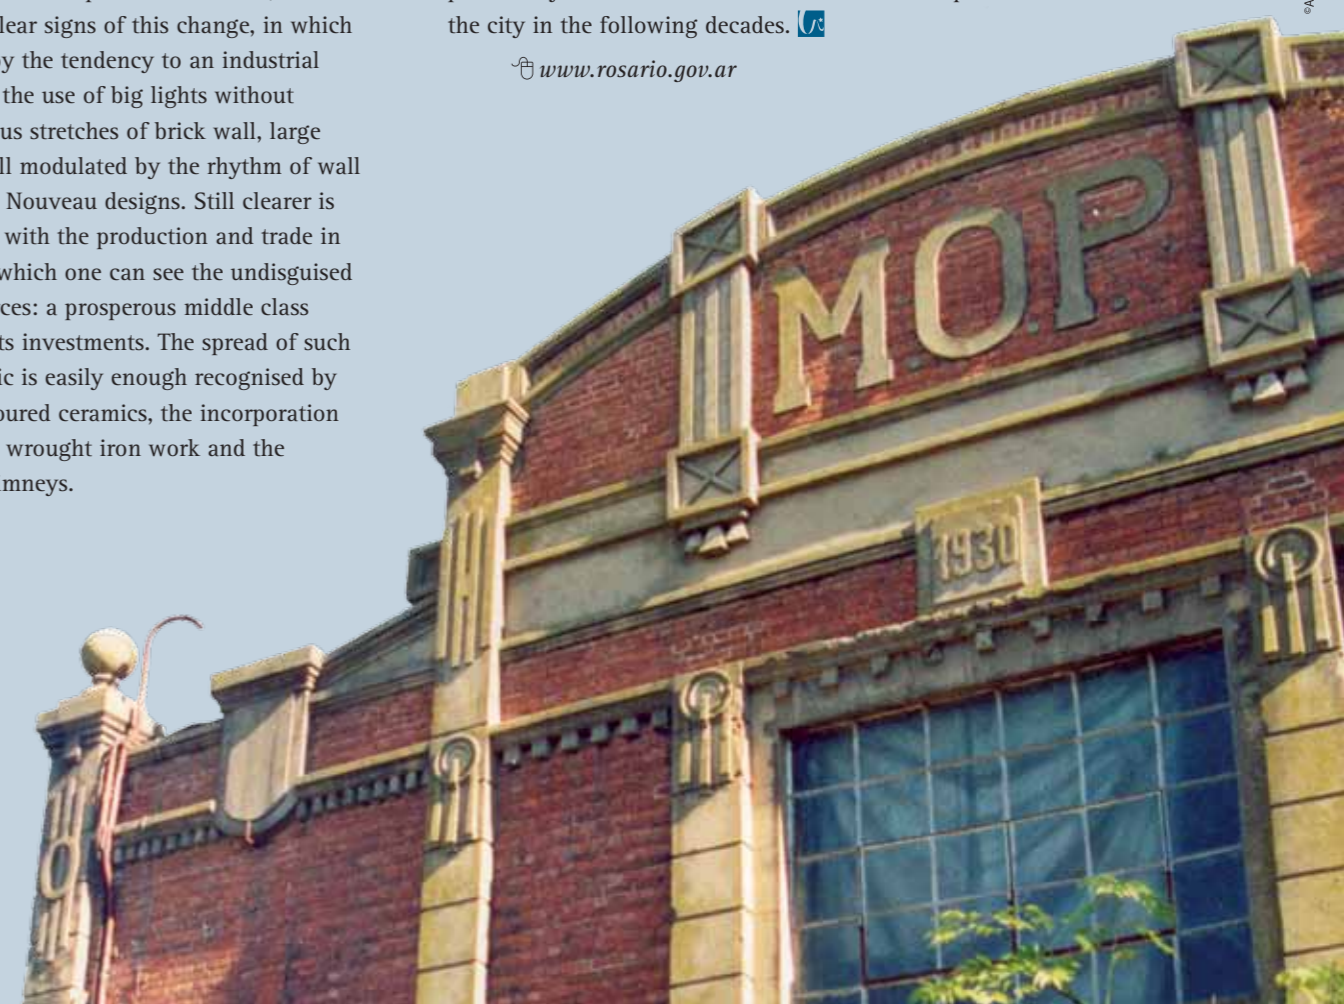 lear signs of this change, in which
y the tendency to an industrial
the use of big lights without
us stretches of brick wall, large
ll modulated by the rhythm of wall
Nouveau designs. Still clearer is
with the production and trade in
which one can see the undisguised
ces: a prosperous middle class
ts investments. The spread of such
ic is easily enough recognised by
oured ceramics, the incorporation
wrought iron work and the
mneys.
the city in the following decades.
www.rosario.gov.ar
M.O.P.
1930